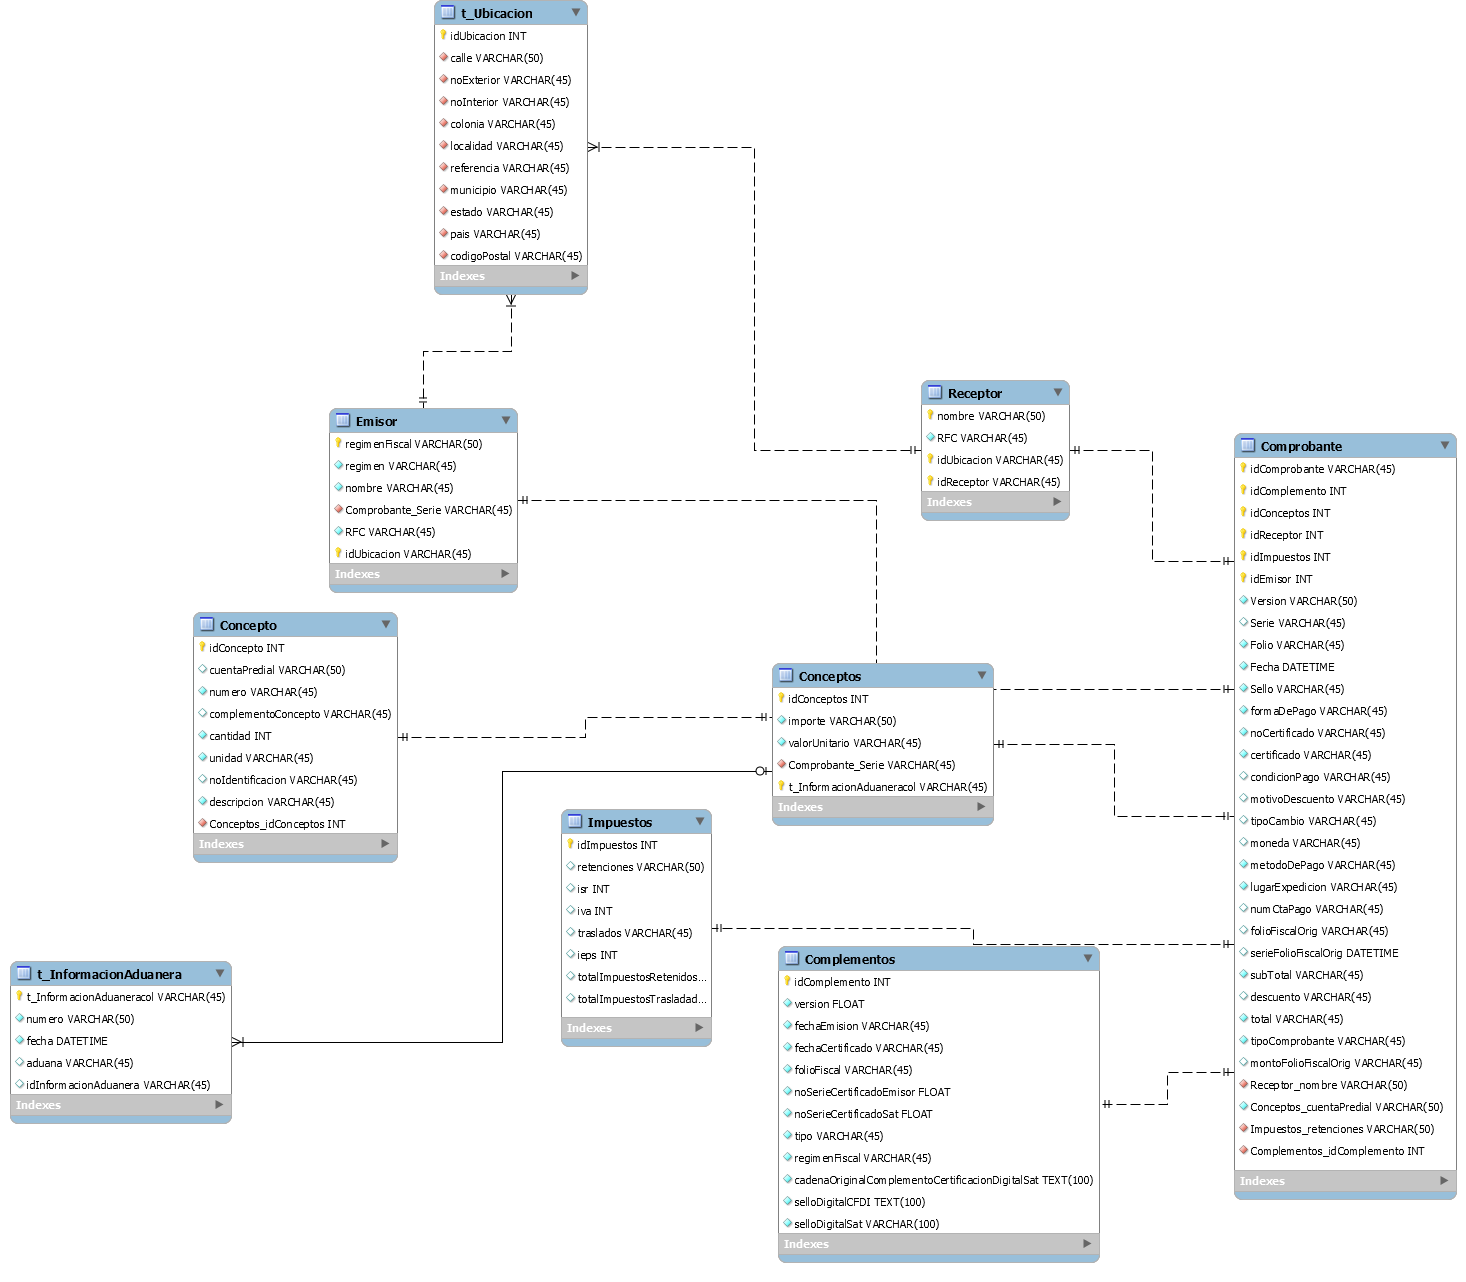 t_Ubicacion
idUbicacion INT
calle VARCHAR(50)
noExterior VARCHAR(45)
noInterior VARCHAR(45)
colonia VARCHAR(45)
localidad VARCHAR(45)
referencia VARCHAR(45)
municipio VARCHAR(45)
estado VARCHAR(45)
pais VARCHAR(45)
codigoPostal VARCHAR(45)
Indexes
Receptor
nombre VARCHAR(50)
RFC VARCHAR(45)
idUbicacion VARCHAR(45)
idReceptor VARCHAR(45)
Indexes
Emisor
regimenFiscal VARCHAR(50)
regimen VARCHAR(45)
nombre VARCHAR(45)
Comprobante_Serie VARCHAR(45)
RFC VARCHAR(45)
idUbicacion VARCHAR(45)
Indexes
Comprobante
idComprobante VARCHAR(45)
idComplemento INT
idConceptos INT
idReceptor INT
idImpuestos INT
idEmisor INT
Version VARCHAR(50)
Serie VARCHAR(45)
Folio VARCHAR(45)
Fecha DATETIME
Sello VARCHAR(45)
formaDePago VARCHAR(45)
noCertificado VARCHAR(45)
certificado VARCHAR(45)
condicionPago VARCHAR(45)
motivoDescuento VARCHAR(45)
tipoCambio VARCHAR(45)
moneda VARCHAR(45)
metodoDePago VARCHAR(45)
lugarExpedicion VARCHAR(45)
numCtaPago VARCHAR(45)
folioFiscalOrig VARCHAR(45)
serieFolioFiscalOrig DATETIME
subTotal VARCHAR(45)
descuento VARCHAR(45)
total VARCHAR(45)
tipoComprobante VARCHAR(45)
montoFolioFiscalOrig VARCHAR(45)
Receptor_nombre VARCHAR(50)
Conceptos_cuentaPredial VARCHAR(50)
Impuestos_retenciones VARCHAR(50)
Complementos_idComplemento INT
Indexes
Concepto
idConcepto INT
cuentaPredial VARCHAR(50)
numero VARCHAR(45)
complementoConcepto VARCHAR(45)
cantidad INT
unidad VARCHAR(45)
noIdentificacion VARCHAR(45)
descripcion VARCHAR(45)
Conceptos_idConceptos INT
Indexes
Conceptos
idConceptos INT
importe VARCHAR(50)
valorUnitario VARCHAR(45)
Comprobante_Serie VARCHAR(45)
t_InformacionAduaneracol VARCHAR(45)
Indexes
Impuestos
idImpuestos INT
retenciones VARCHAR(50)
isr INT
iva INT
traslados VARCHAR(45)
ieps INT
totalImpuestosRetenidos...
totalImpuestosTrasladad...
Indexes
t_InformacionAduanera
t_InformacionAduaneracol VARCHAR(45)
numero VARCHAR(50)
fecha DATETIME
aduana VARCHAR(45)
idInformacionAduanera VARCHAR(45)
Indexes
Complementos
idComplemento INT
version FLOAT
fechaEmision VARCHAR(45)
fechaCertificado VARCHAR(45)
folioFiscal VARCHAR(45)
noSerieCertificadoEmisor FLOAT
noSerieCertificadoSat FLOAT
tipo VARCHAR(45)
regimenFiscal VARCHAR(45)
cadenaOriginalComplementoCertificacionDigitalSat TEXT(100)
selloDigitalCFDI TEXT(100)
selloDigitalSat VARCHAR(100)
Indexes